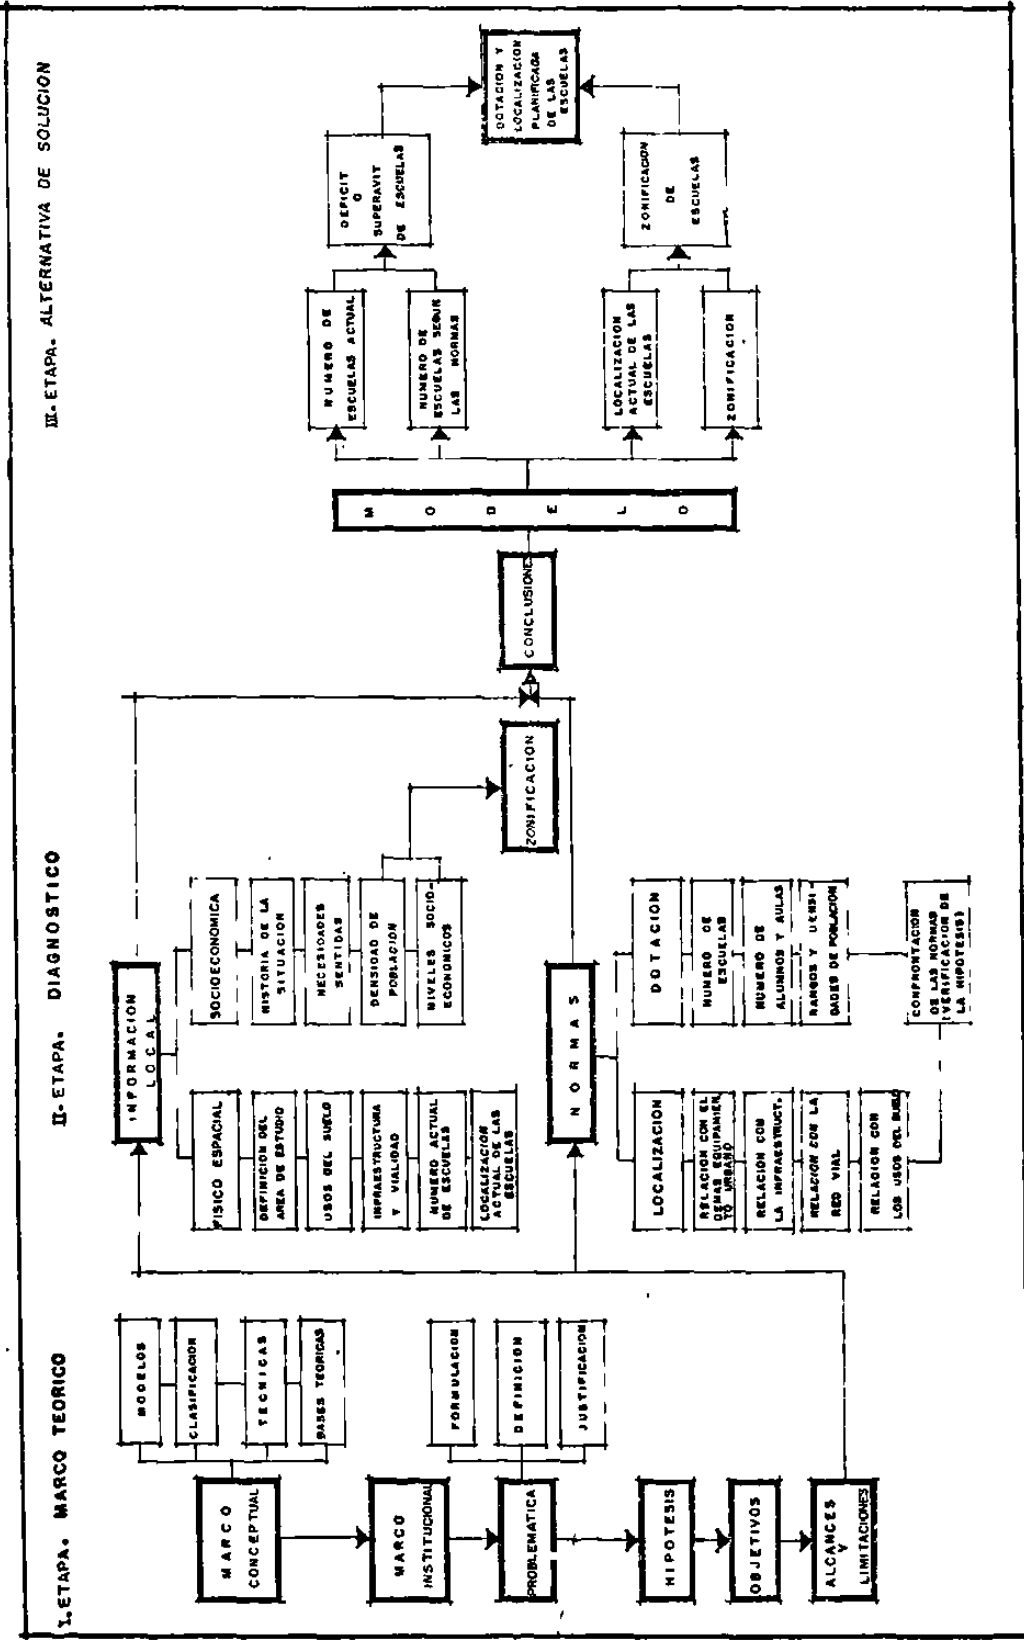 I. ETAPA. MARCO TEORICO
MARCO
CONCEPTUAL
MODELOS
CLASIFICACION
TECNICAS
BASES TEORICAS
MARCO
INSTITUCIONAL
PROBLEMATICA
FORMULACION
DEFINICION
JUSTIFICACION
HIPOTESIS
OBJETIVOS
ALCANCES
Y
LIMITACIONES
II. ETAPA. DIAGNOSTICO
INFORMACION
LOCAL
FISICO ESPACIAL
DEFINICION DEL
AREA DE ESTUDIO
USOS DEL SUELO
INFRAESTRUCTURA
Y VIALIDAD
NUMERO ACTUAL
DE ESCUELES
LOCALIZACION
ACTUAL DE LAS
ESCUELAS
SOCIOECONOMICA
HISTORIA DE LA
SITUACION
NECESIDADES
SENTIDAS
DENSIDAD DE
POBLACION
NIVELES SOCIO-
ECONOMICOS
ZONIFICACION
NORMAS
LOCALIZACION
RELACION CON EL
DEMAS EQUIPAMIEN
TO URBANO
RELACION CON
LA INFRAESTRUCT.
RELACION CON LA
RED VIAL
RELACION CON
LOS USOS DEL SUELO
DOTACION
NUMERO DE
ESCUELAS
NUMERO DE
ALUMNOS Y AULAS
RANGOS Y DENSI-
DADES DE POBLACION
CONFRONTACION
DE LAS NORMAS
(VERIFICACION DE
LA HIPOTESIS)
CONCLUSIONES
MODELO
III. ETAPA. ALTERNATIVA DE SOLUCION
NUMERO DE
ESCUELAS ACTUAL
NUMERO DE
ESCUELAS SEGUN
LAS NORMAS
LOCALIZACION
ACTUAL DE LAS
ESCUELAS
ZONIFICACION
DEFICIT
O
SUPERAVIT
DE ESCUELAS
ZONIFICACION
DE
ESCUELAS
DOTACION Y
LOCALIZACION
PLANIFICADA
DE LAS
ESCUELAS